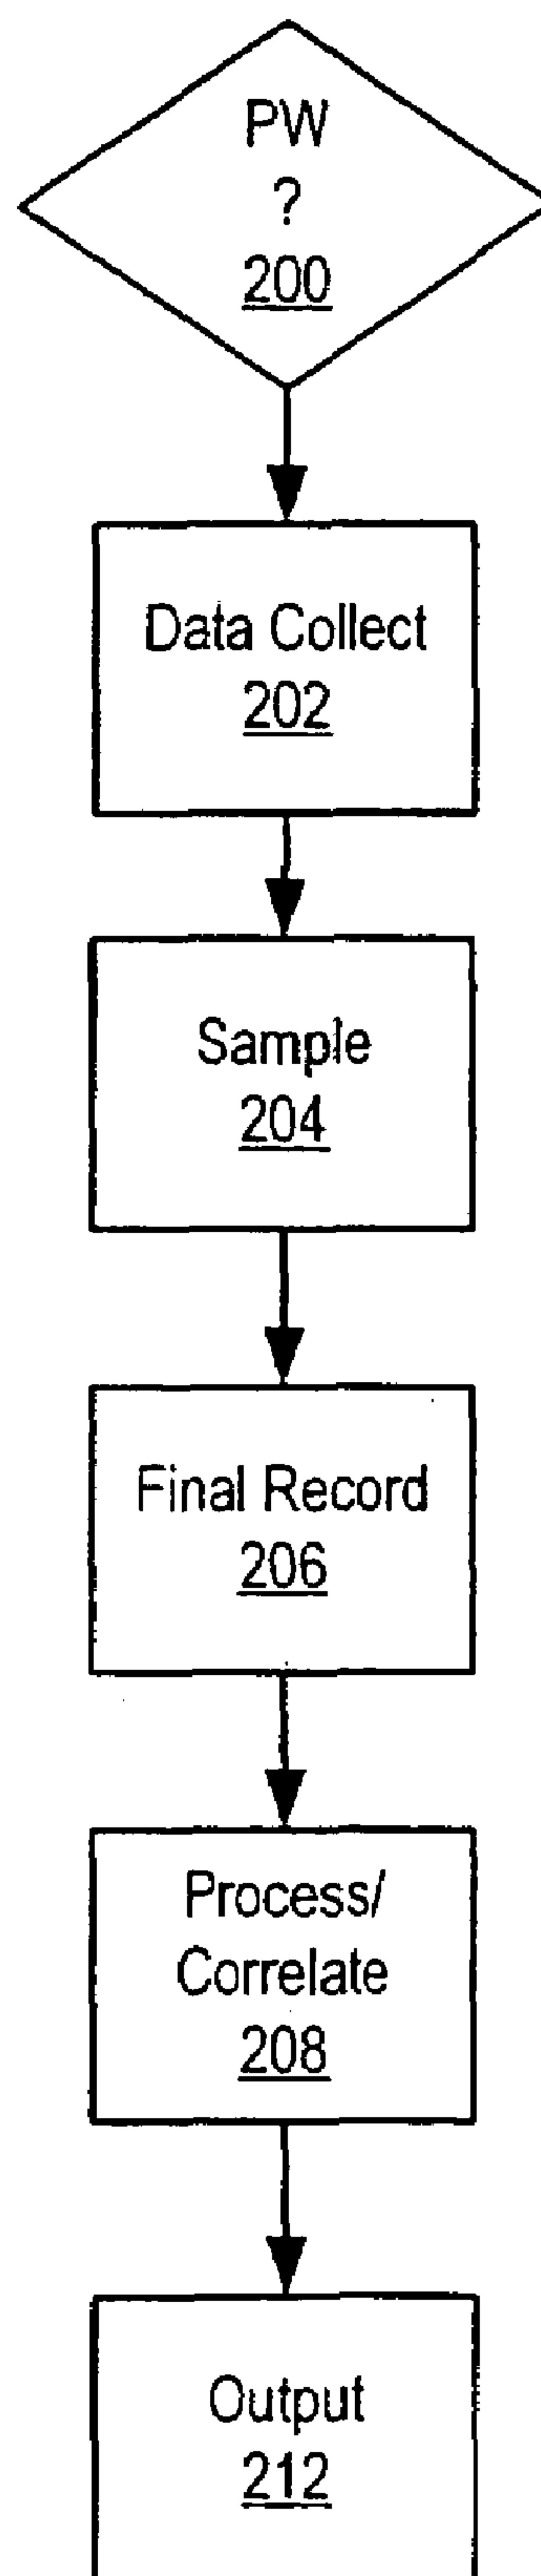 PW
?
200
Data Collect
202
Sample
204
Final Record
206
Process/
Correlate
208
Output
212